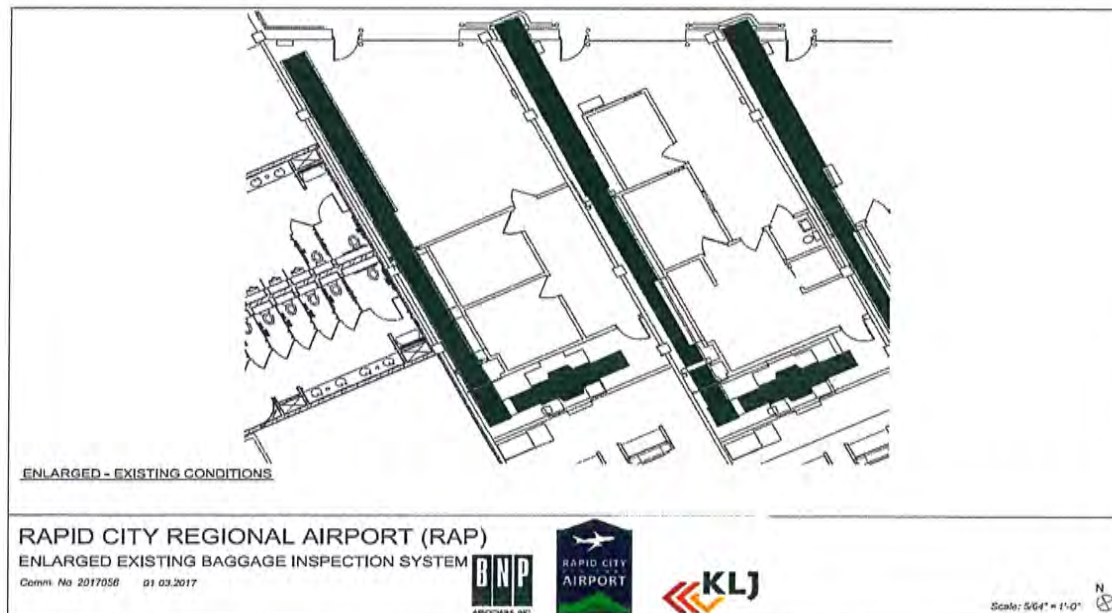 ENLARGED - EXISTING CONDITIONS
RAPID CITY REGIONAL AIRPORT (RAP)
ENLARGED EXISTING BAGGAGE INSPECTION SYSTEM
Comm. No 2017056 01 03.2017
BNP
RAPID CITY
AIRPORT
KLJ
Scale: 5/64" = 1'-0"
N